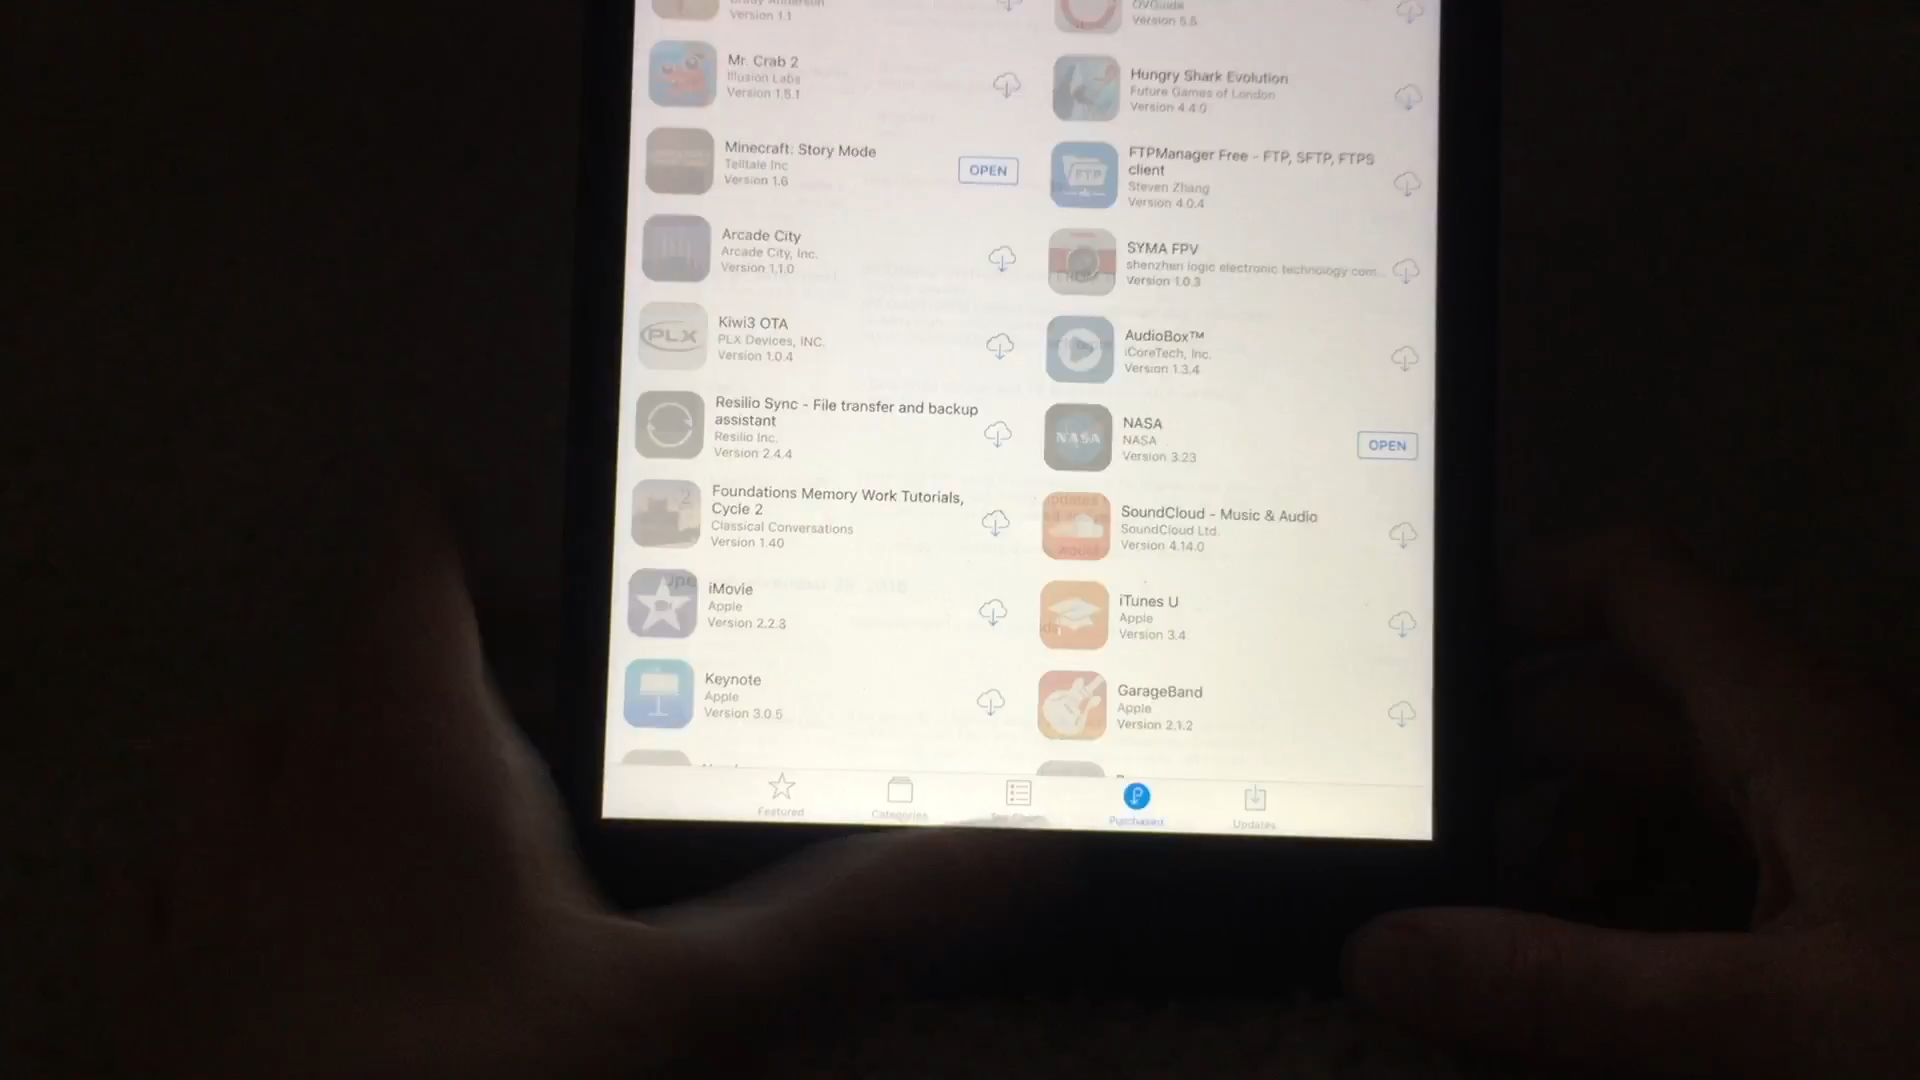 Version 1.1
OVGuide
Version 5.5
Mr. Crab 2
Illusion Labs
Version 1.5.1
Hungry Shark Evolution
Future Games of London
Version 4.4.0
Minecraft: Story Mode
Telltale Inc
Version 1.6
OPEN
FTP
FTPManager Free - FTP, SFTP, FTPS
client
Steven Zhang
Version 4.0.4
Arcade City
Arcade City, Inc.
Version 1.1.0
SYMA FPV
shenzhen logic electronic technology com...
Version 1.0.3
PLX
Kiwi3 OTA
PLX Devices, INC.
Version 1.0.4
AudioBox™
iCoreTech, Inc.
Version 1.3.4
Resilio Sync - File transfer and backup
assistant
Resilio Inc.
Version 2.4.4
NASA
NASA
NASA
Version 3.23
OPEN
2
Foundations Memory Work Tutorials,
Cycle 2
Classical Conversations
Version 1.40
SoundCloud - Music & Audio
SoundCloud Ltd.
Version 4.14.0
iMovie
Apple
Version 2.2.3
iTunes U
Apple
Version 3.4
Keynote
Apple
Version 3.0.5
GarageBand
Apple
Version 2.1.2
Featured
Categories
Purchased
Updates